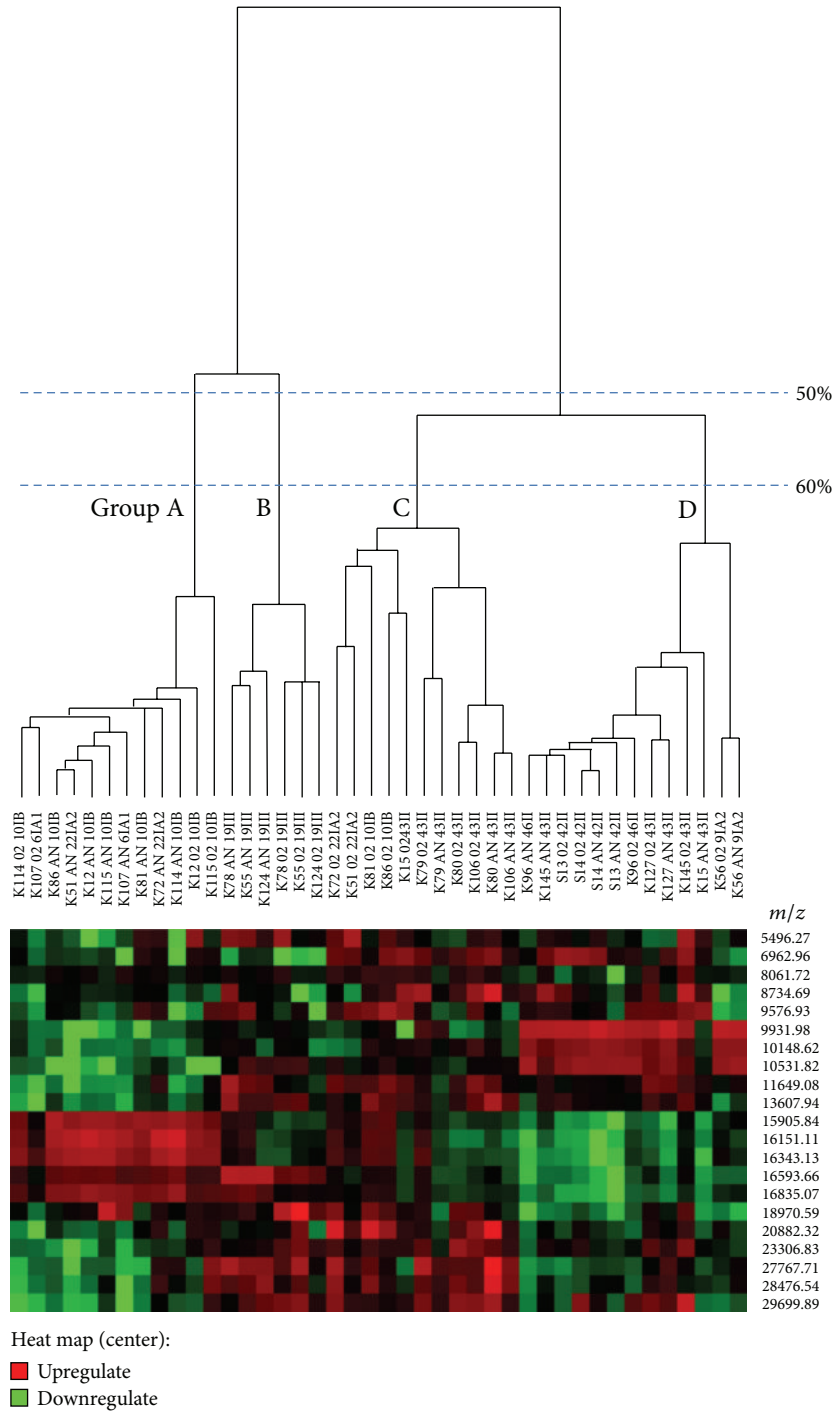 50%
60%
Group A
B
C
D
K114 02 10IB
K107 02 6IA1
K86 AN 10IB
K51 AN 22IA2
K12 AN 10IB
K115 AN 10IB
K107 AN 6IA1
K81 AN 10IB
K72 AN 22IA2
K114 AN 10IB
K12 02 10IB
K115 02 10IB
K78 AN 19III
K55 AN 19III
K124 AN 19III
K78 02 19III
K55 02 19III
K124 02 19III
K72 02 22IA2
K51 02 22IA2
K81 02 10IB
K86 02 10IB
K15 0243II
K79 02 43II
K79 AN 43II
K80 02 43II
K106 02 43II
K80 AN 43II
K106 AN 43II
K96 AN 46II
K145 AN 43II
S13 02 42II
S14 02 42II
S14 AN 42II
S13 AN 42II
K96 02 46II
K127 02 43II
K127 AN 43II
K145 02 43II
K15 AN 43II
K56 02 9IA2
K56 AN 9IA2
m/z
5496.27
6962.96
8061.72
8734.69
9576.93
9931.98
10148.62
10531.82
11649.08
13607.94
15905.84
16151.11
16343.13
16593.66
16835.07
18970.59
20882.32
23306.83
27767.71
28476.54
29699.89
Heat map (center):
Upregulate
Downregulate